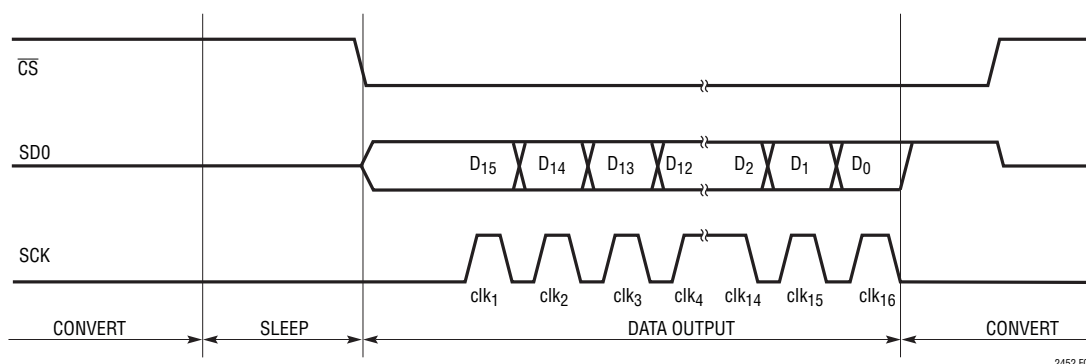 CS
SD0
D15 D14 D13 D12 D2 D1 D0
SCK
clk1 clk2 clk3 clk4 clk14 clk15 clk16
CONVERT SLEEP DATA OUTPUT CONVERT